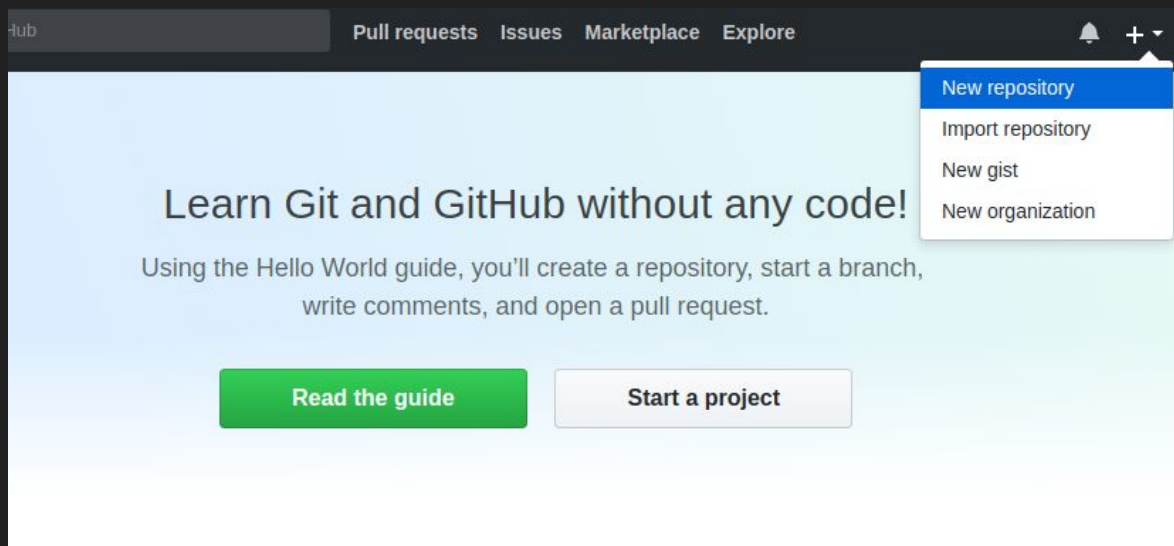 Hub
Pull requests Issues Marketplace Explore
New repository
Import repository
New gist
New organization
Learn Git and GitHub without any code!
Using the Hello World guide, you’ll create a repository, start a branch,
write comments, and open a pull request.
Read the guide
Start a project